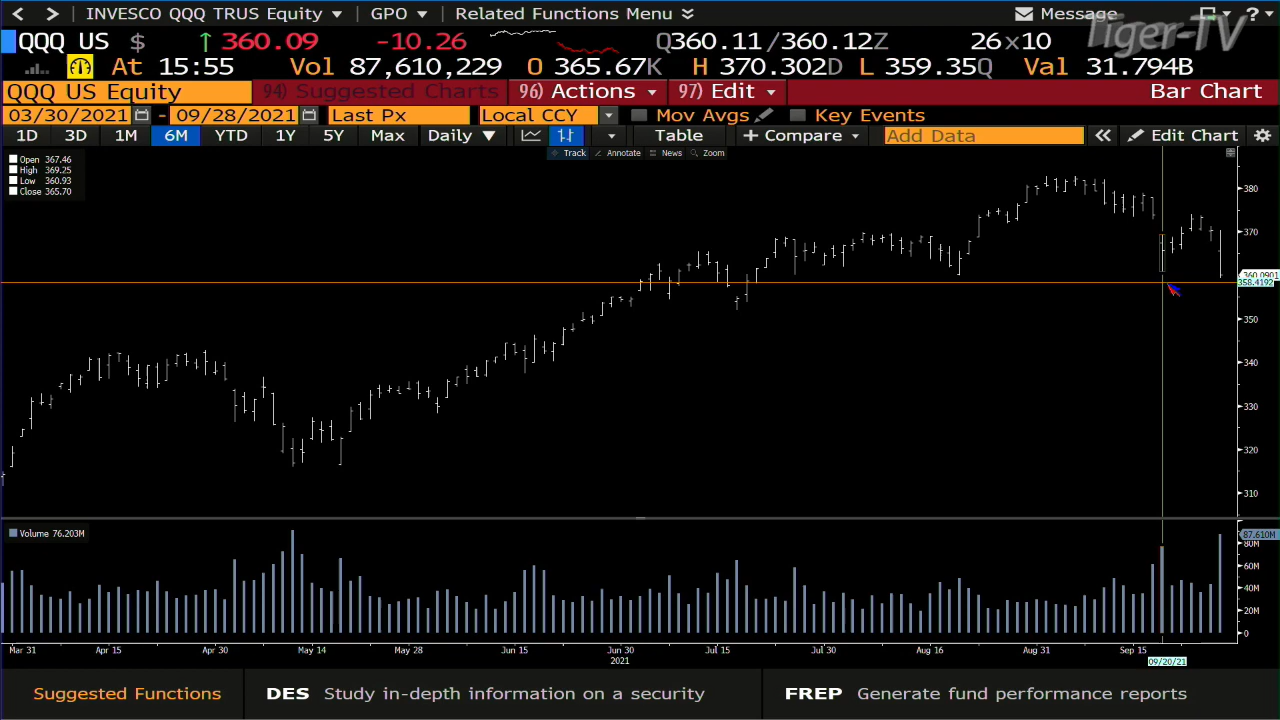 < > INVESCO QQQ TRUS Equity ▼ GPO ▼ Related Functions Menu Message ?
Tiger-TV
QQQ US $ ↑ 360.09 -10.26 Q360.11/360.12Z 26x10
At 15:55 Vol 87,610,229 O 365.67K H 370.302D L 359.35Q Val 31.794B
QQQ US Equity 94) Suggested Charts 96) Actions 97) Edit Bar Chart
03/30/2021 - 09/28/2021 Last Px Local CCY Mov Avgs Key Events
1D 3D 1M 6M YTD 1Y 5Y Max Daily ▼ Table + Compare Add Data « Edit Chart
Track Annotate News Zoom
Open 367.46
High 369.25
Low 360.93
Close 365.70
380
370
360.0901
358.4192
350
340
330
320
310
Volume 76.203M
87.610M
80M
60M
40M
20M
0
Mar 31 Apr 15 Apr 30 May 14 May 28 Jun 15 Jun 30 Jul 15 Jul 30 Aug 16 Aug 31 Sep 15
2021 09/20/21
Suggested Functions DES Study in-depth information on a security FREP Generate fund performance reports